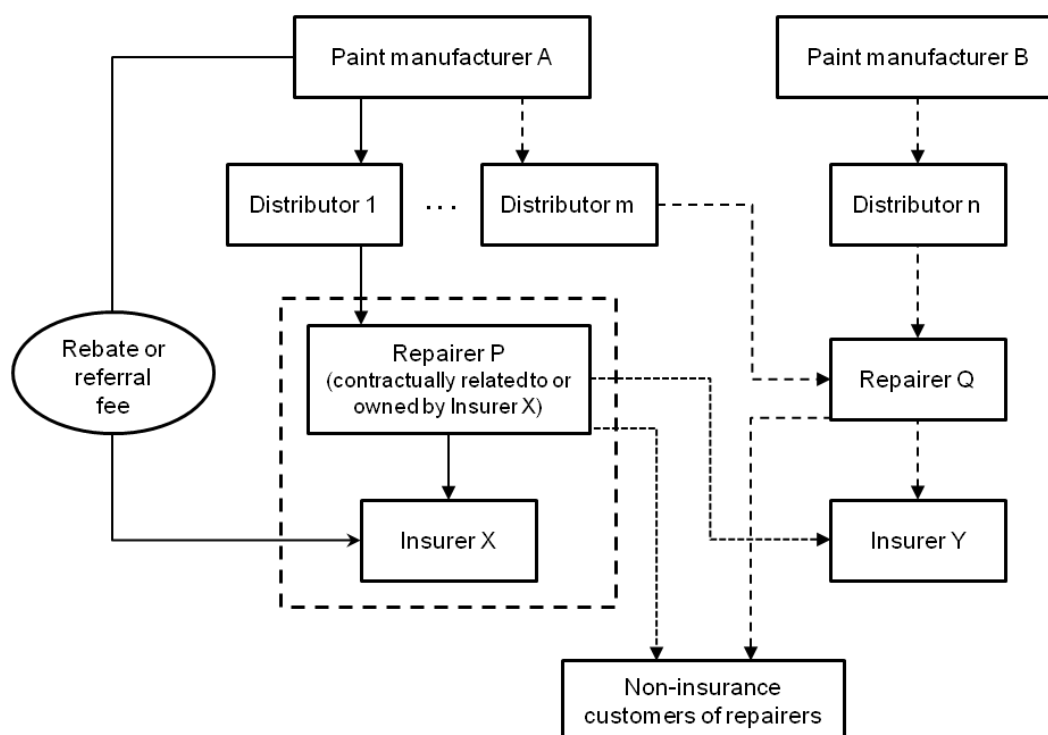 Paint manufacturer A
Paint manufacturer B
Distributor 1
. . .
Distributor m
Distributor n
Rebate or
referral
fee
Repairer P
(contractually related to or
owned by Insurer X)
Repairer Q
Insurer X
Insurer Y
Non-insurance
customers of repairers